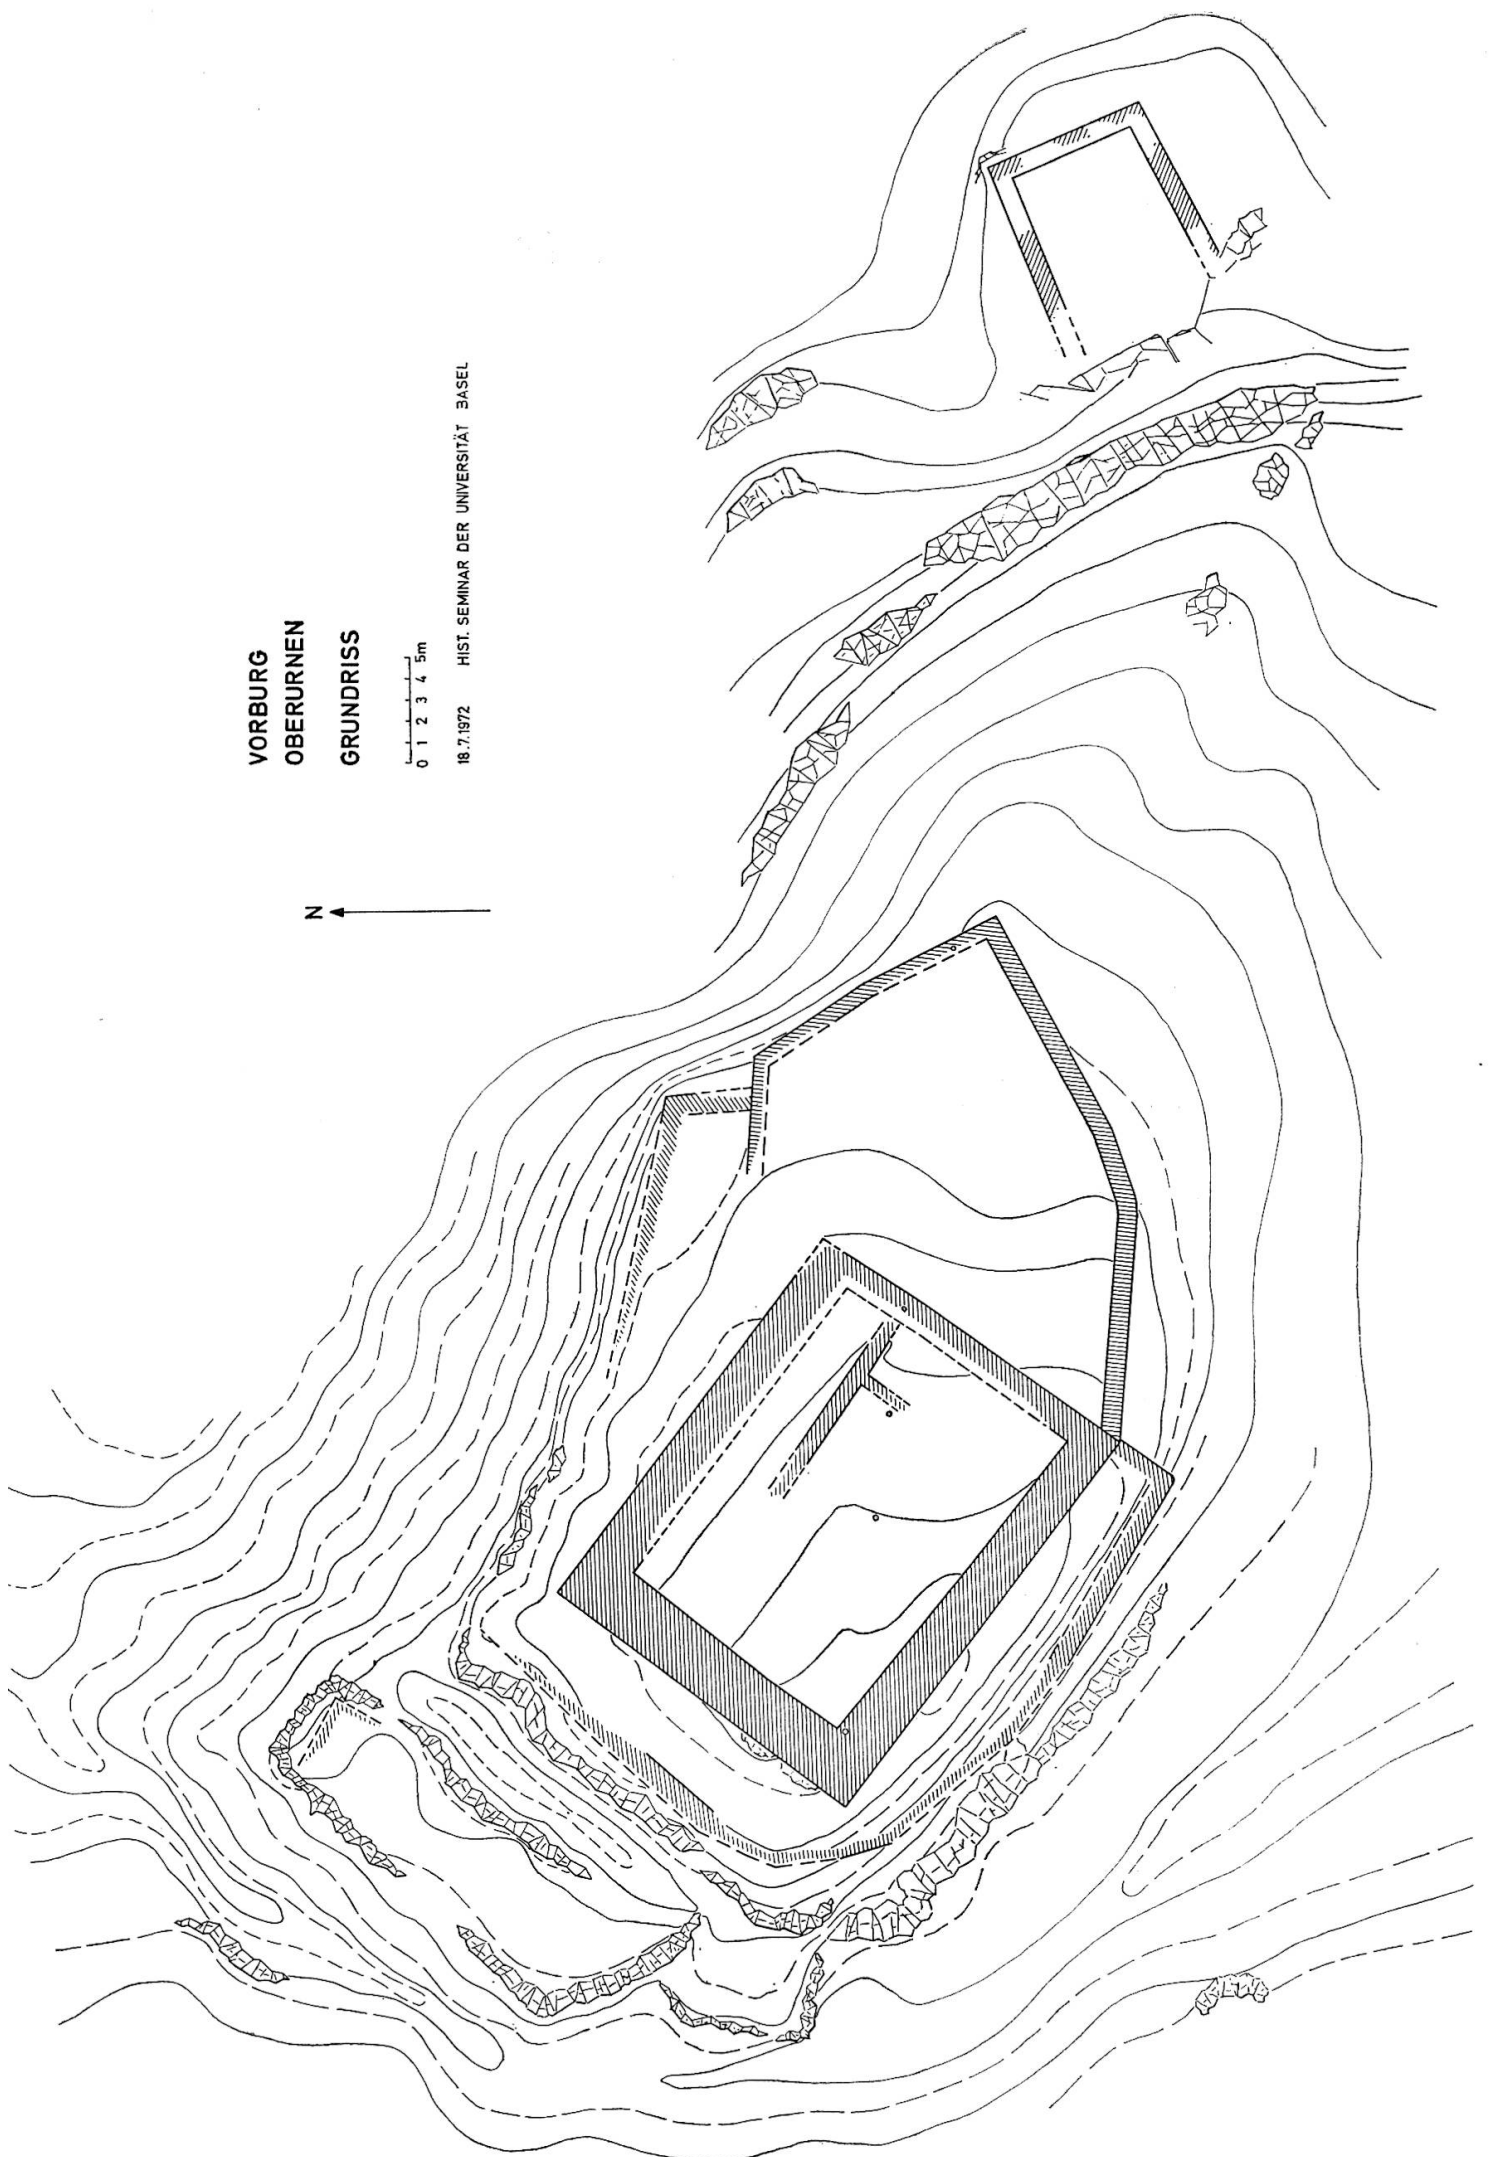 VORBURG
OBERURNEN
GRUNDRISS
0 1 2 3 4 5m
18.7.1972 HIST. SEMINAR DER UNIVERSITÄT BASEL
N